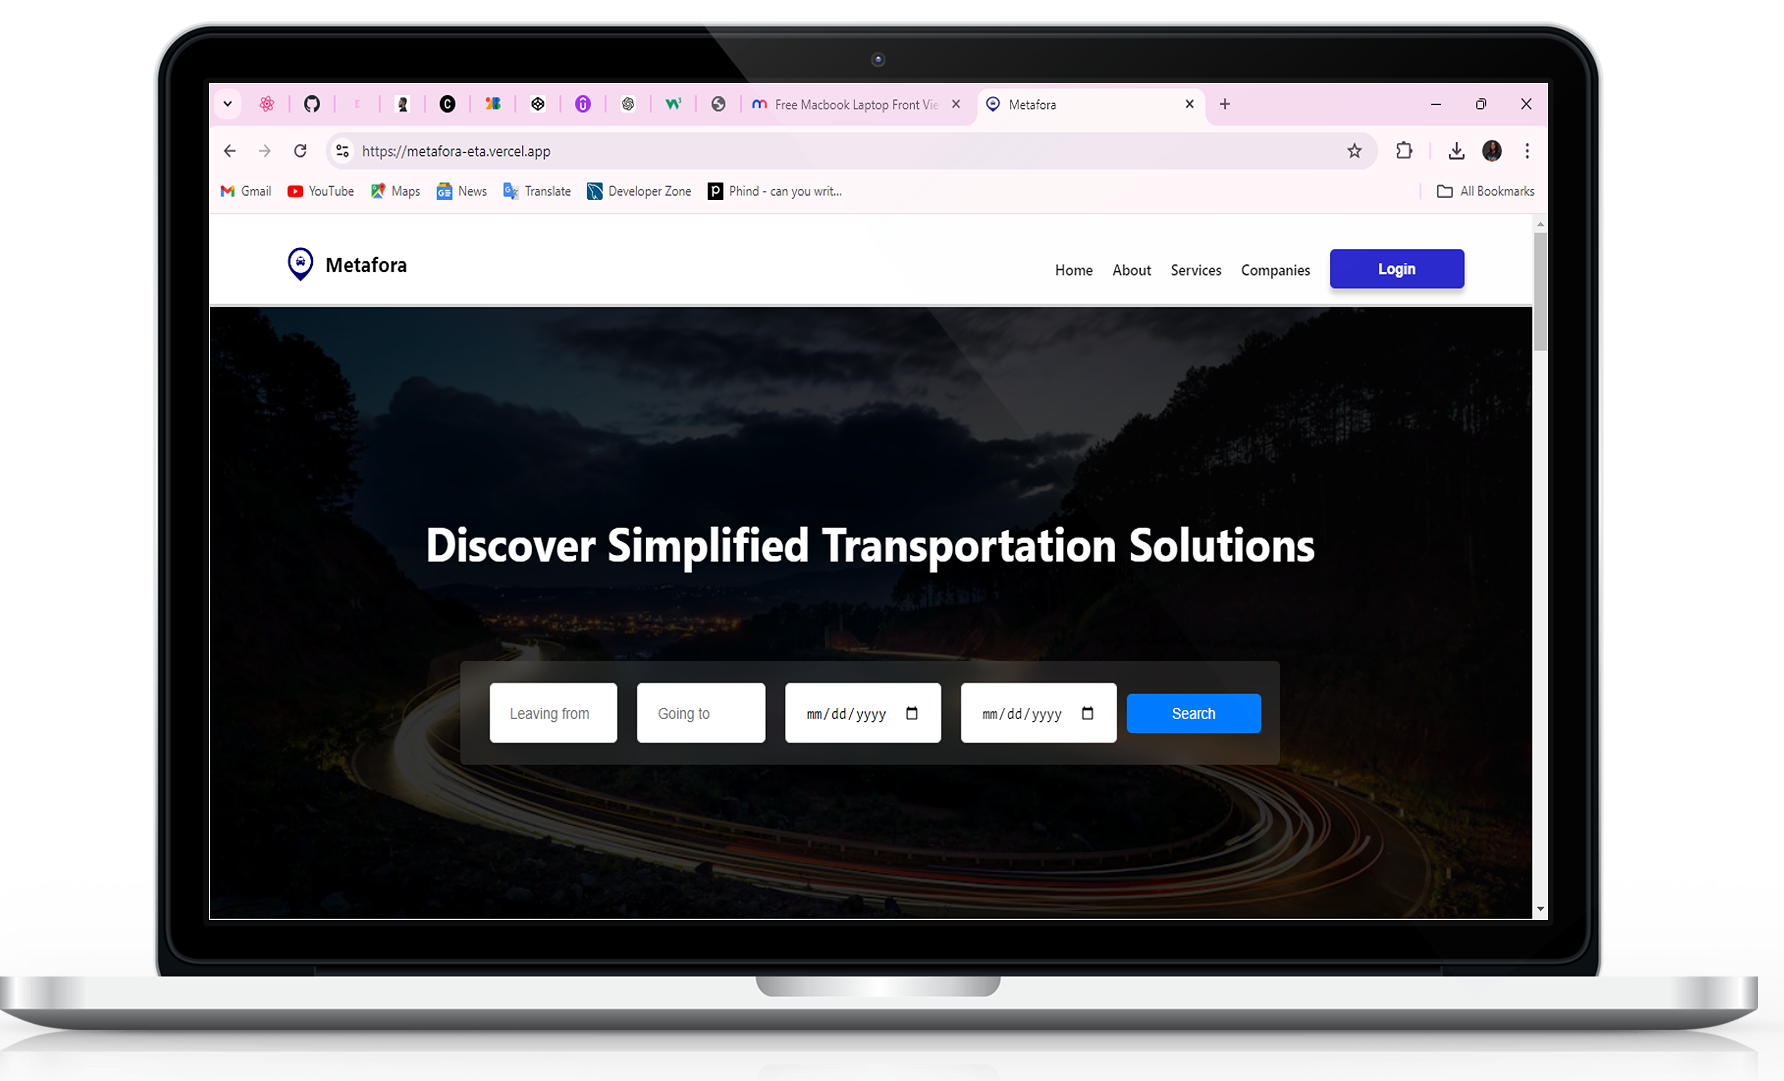 Free Macbook Laptop Front Vie
Metafora
https://metafora-eta.vercel.app
Gmail YouTube Maps News Translate Developer Zone Phind - can you writ... All Bookmarks
Metafora
Home About Services Companies Login
Discover Simplified Transportation Solutions
Leaving from Going to mm/dd/yyyy mm/dd/yyyy Search